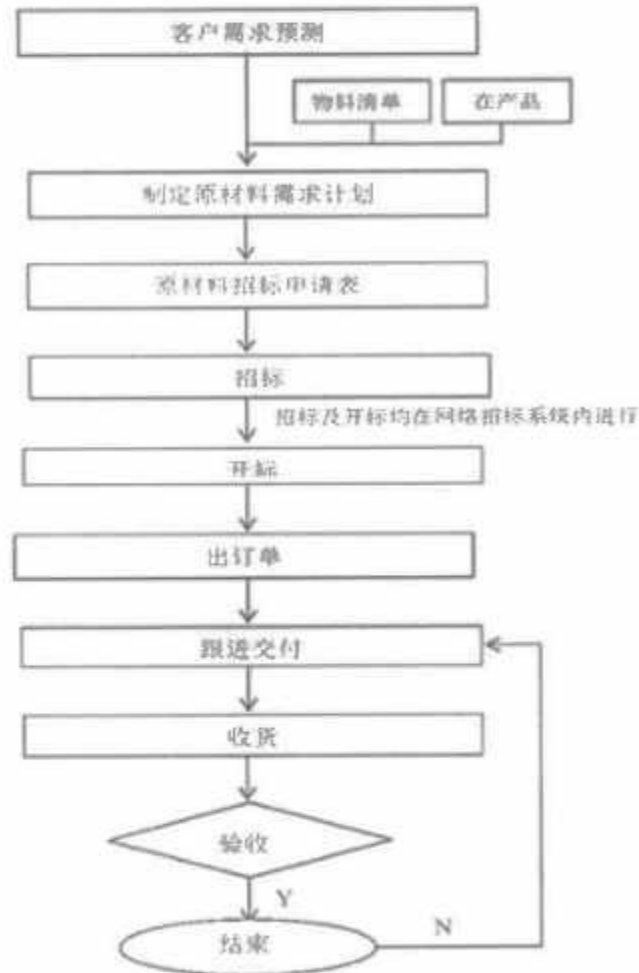 客户需求预测
物料清单
在产品
制定原材料需求计划
原材料招标申请表
招标
招标及开标均在网络招标系统内进行
开标
出订单
跟进交付
收货
验收
Y
N
结束